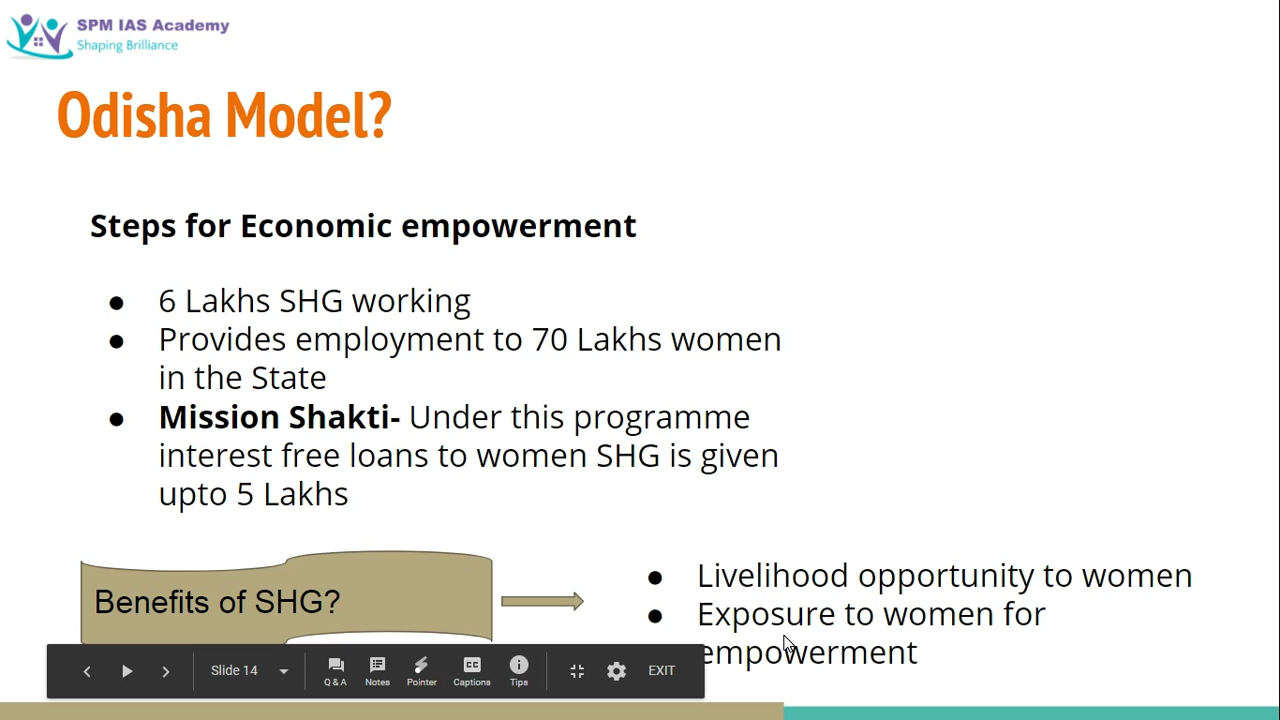 SPM IAS Academy
Shaping Brilliance
Odisha Model?
Steps for Economic empowerment
● 6 Lakhs SHG working
● Provides employment to 70 Lakhs women
in the State
● Mission Shakti- Under this programme
interest free loans to women SHG is given
upto 5 Lakhs
Benefits of SHG?
● Livelihood opportunity to women
● Exposure to women for
empowerment
Slide 14
Q & A
Notes
Pointer
CC
Captions
Tips
EXIT